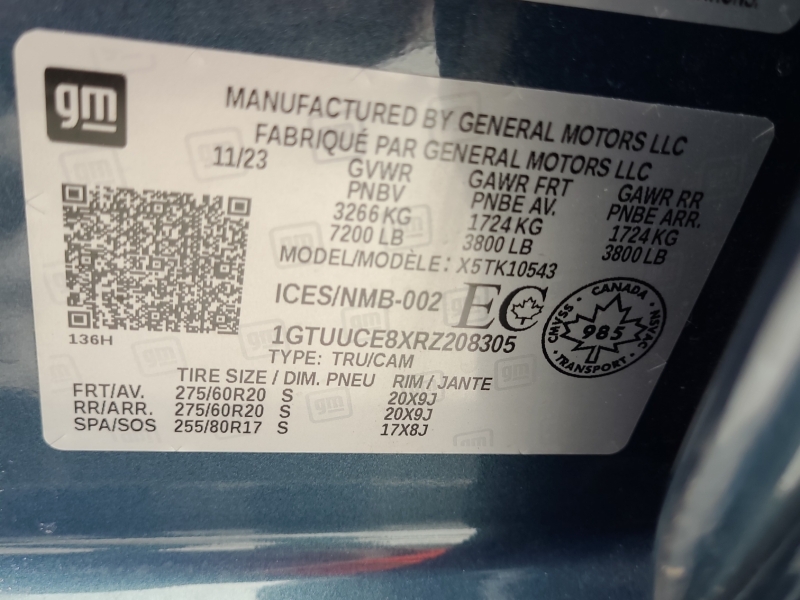 gm
MANUFACTURED BY GENERAL MOTORS LLC
FABRIQUÉ PAR GENERAL MOTORS LLC
11/23
GVWR GAWR FRT GAWR RR
PNBV PNBE AV. PNBE ARR.
3266 KG 1724 KG 1724 KG
7200 LB 3800 LB 3800 LB
MODEL/MODÈLE: X5TK10543
ICES/NMB-002 EC
CANADA
CMVSS 985 NSVAC
TRANSPORT
136H
1GTUUCE8XRZ208305
TYPE: TRU/CAM
TIRE SIZE / DIM. PNEU RIM / JANTE
FRT/AV. 275/60R20 S 20X9J
RR/ARR. 275/60R20 S 20X9J
SPA/SOS 255/80R17 S 17X8J